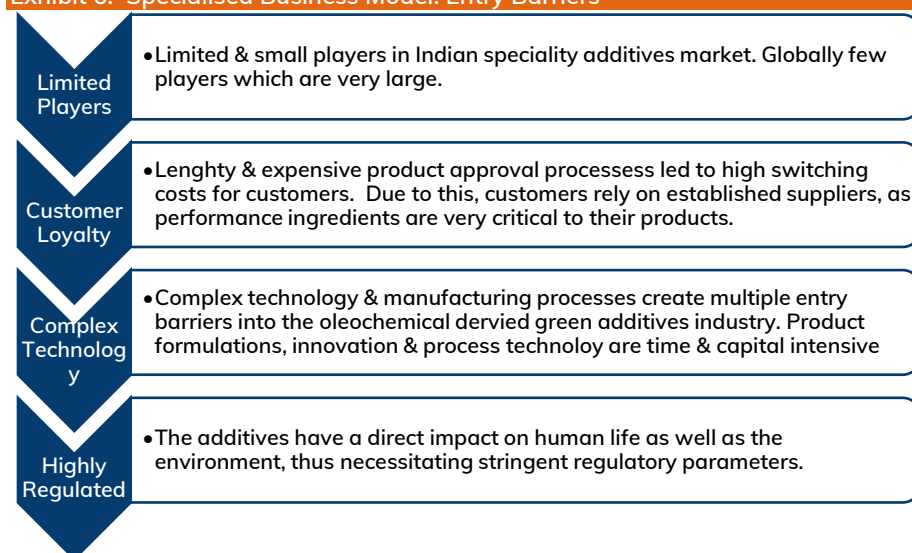 Exhibit 6: Specialised Business Model: Entry Barriers
Limited
Players
•Limited & small players in Indian speciality additives market. Globally few
players which are very large.
Customer
Loyalty
•Lenghty & expensive product approval processess led to high switching
costs for customers. Due to this, customers rely on established suppliers, as
performance ingredients are very critical to their products.
Complex
Technolog
y
•Complex technology & manufacturing processes create multiple entry
barriers into the oleochemical dervied green additives industry. Product
formulations, innovation & process technoloy are time & capital intensive
Highly
Regulated
•The additives have a direct impact on human life as well as the
environment, thus necessitating stringent regulatory parameters.